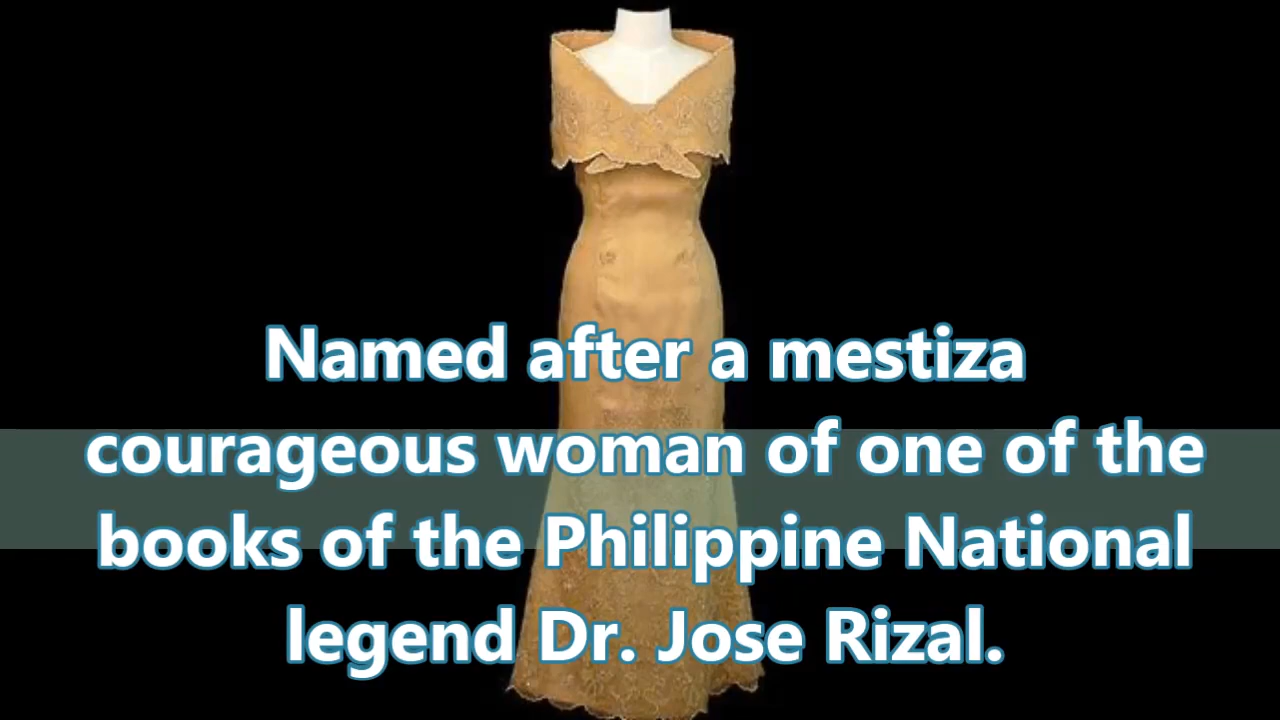 Named after a mestiza
courageous woman of one of the
books of the Philippine National
legend Dr. Jose Rizal.